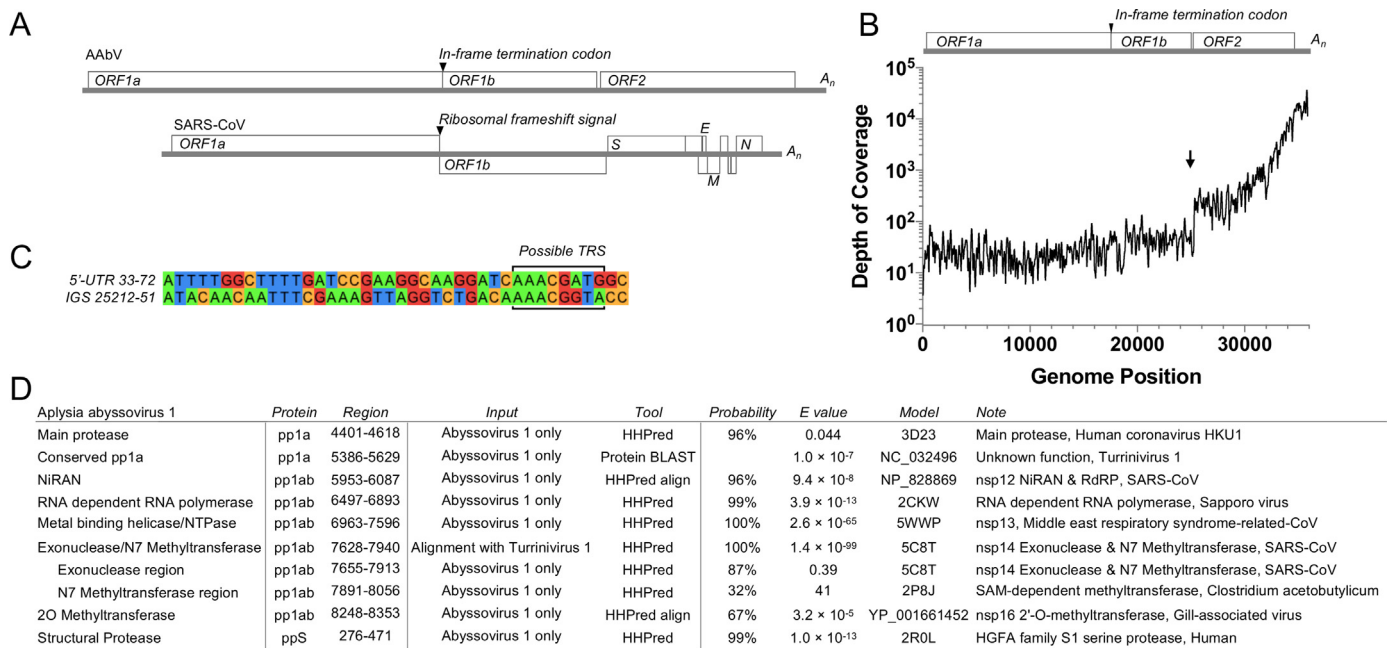 A
AAbV
In-frame termination codon
ORF1a ORF1b ORF2 An
SARS-CoV
Ribosomal frameshift signal
ORF1a S E N An
ORF1b M
B
In-frame termination codon
ORF1a ORF1b ORF2 An
10^5
10^4
10^3
10^2
10^1
10^0
Depth of Coverage
0 10000 20000 30000
Genome Position
C
Possible TRS
5'-UTR 33-72 ATTTTGGCTTTTGATCCGAAGGCAAGGATCAAACGATGGC
IGS 25212-51 ATACAACAATTTCGAAAGTTAGGTCTGACAAAACGGTACC
D
Aplysia abyssovirus 1 Protein Region Input Tool Probability E value Model Note
Main protease pp1a 4401-4618 Abyssovirus 1 only HHPred 96% 0.044 3D23 Main protease, Human coronavirus HKU1
Conserved pp1a pp1a 5386-5629 Abyssovirus 1 only Protein BLAST 1.0 × 10^-7 NC_032496 Unknown function, Turrinivirus 1
NiRAN pp1ab 5953-6087 Abyssovirus 1 only HHPred align 96% 9.4 × 10^-8 NP_828869 nsp12 NiRAN & RdRP, SARS-CoV
RNA dependent RNA polymerase pp1ab 6497-6893 Abyssovirus 1 only HHPred 99% 3.9 × 10^-13 2CKW RNA dependent RNA polymerase, Sapporo virus
Metal binding helicase/NTPase pp1ab 6963-7596 Abyssovirus 1 only HHPred 100% 2.6 × 10^-65 5WWP nsp13, Middle east respiratory syndrome-related-CoV
Exonuclease/N7 Methyltransferase pp1ab 7628-7940 Alignment with Turrinivirus 1 HHPred 100% 1.4 × 10^-99 5C8T nsp14 Exonuclease & N7 Methyltransferase, SARS-CoV
Exonuclease region pp1ab 7655-7913 Abyssovirus 1 only HHPred 87% 0.39 5C8T nsp14 Exonuclease & N7 Methyltransferase, SARS-CoV
N7 Methyltransferase region pp1ab 7891-8056 Abyssovirus 1 only HHPred 32% 41 2P8J SAM-dependent methyltransferase, Clostridium acetobutylicum
2O Methyltransferase pp1ab 8248-8353 Abyssovirus 1 only HHPred align 67% 3.2 × 10^-5 YP_001661452 nsp16 2'-O-methyltransferase, Gill-associated virus
Structural Protease ppS 276-471 Abyssovirus 1 only HHPred 99% 1.0 × 10^-13 2R0L HGFA family S1 serine protease, Human